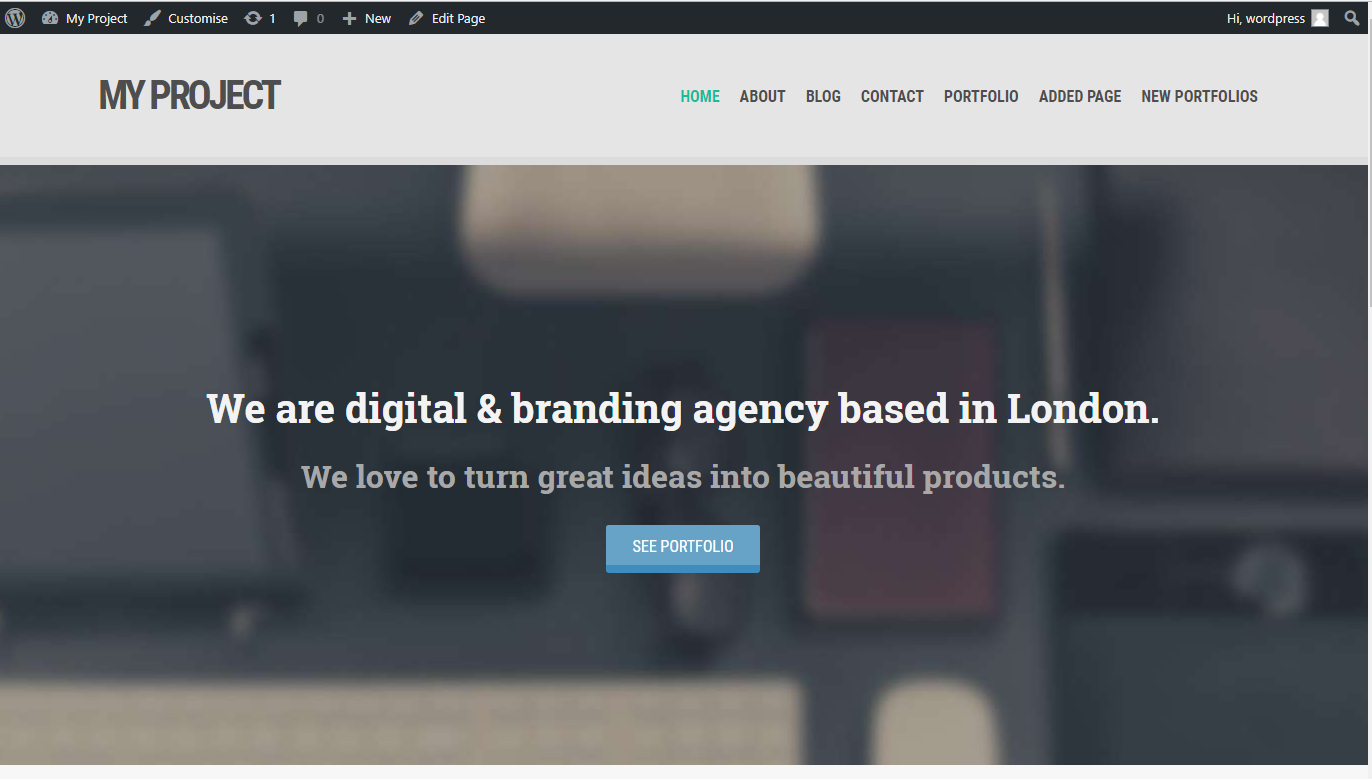 My Project Customise 1 0 New Edit Page Hi, wordpress
MY PROJECT
HOME ABOUT BLOG CONTACT PORTFOLIO ADDED PAGE NEW PORTFOLIOS
We are digital & branding agency based in London.
We love to turn great ideas into beautiful products.
SEE PORTFOLIO